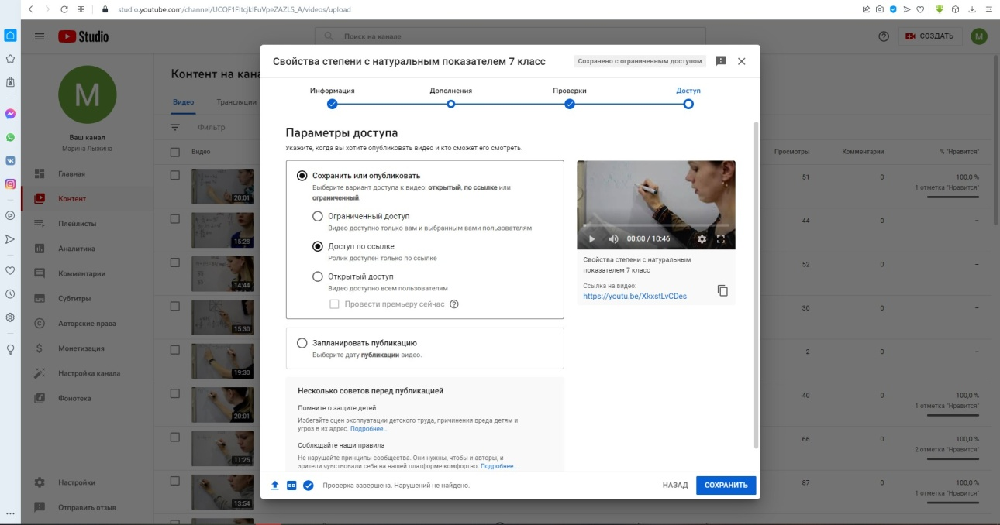 studio.youtube.com/channel/UCQF1FltcjkIFuVpeZAZLS_A/videos/upload
Studio
Поиск на канале
СОЗДАТЬ
M
Свойства степени с натуральным показателем 7 класс
Сохранено с ограниченным доступом
Информация
Дополнения
Проверки
Доступ
Параметры доступа
Укажите, когда вы хотите опубликовать видео и кто сможет его смотреть.
Сохранить или опубликовать
Выберите вариант доступа к видео: открытый, по ссылке или
ограниченный.
Ограниченный доступ
Видео доступно только вам и выбранным вами пользователям
Доступ по ссылке
Ролик доступен только по ссылке
Открытый доступ
Видео доступно всем пользователям
Провести премьеру сейчас
Запланировать публикацию
Выберите дату публикации видео.
Несколько советов перед публикацией
Помните о защите детей
Избегайте сцен эксплуатации детского труда, причинения вреда детям и
угроз в их адрес. Подробнее…
Соблюдайте наши правила
Не нарушайте принципы сообщества. Они нужны, чтобы и авторы, и
зрители чувствовали себя на нашей платформе комфортно. Подробнее…
00:00 / 10:46
Свойства степени с натуральным
показателем 7 класс
Ссылка на видео:
https://youtu.be/XkxstLvCDes
SD
Проверка завершена. Нарушений не найдено.
НАЗАД
СОХРАНИТЬ
M
Ваш канал
Марина Лыжина
Главная
Контент
Плейлисты
Аналитика
Комментарии
Субтитры
Авторские права
Монетизация
Настройка канала
Фонотека
Настройки
Отправить отзыв
Контент на кана
Видео
Трансляции
Фильтр
Видео
Просмотры
Комментарии
% "Нравится"
20:01
51
0
100,0 %
1 отметка "Нравится"
15:28
44
0
–
14:44
52
0
–
15:30
30
0
–
19:30
2
0
–
20:01
40
0
100,0 %
1 отметка "Нравится"
11:25
66
0
100,0 %
2 отметки "Нравится"
13:54
87
0
100,0 %
1 отметка "Нравится"